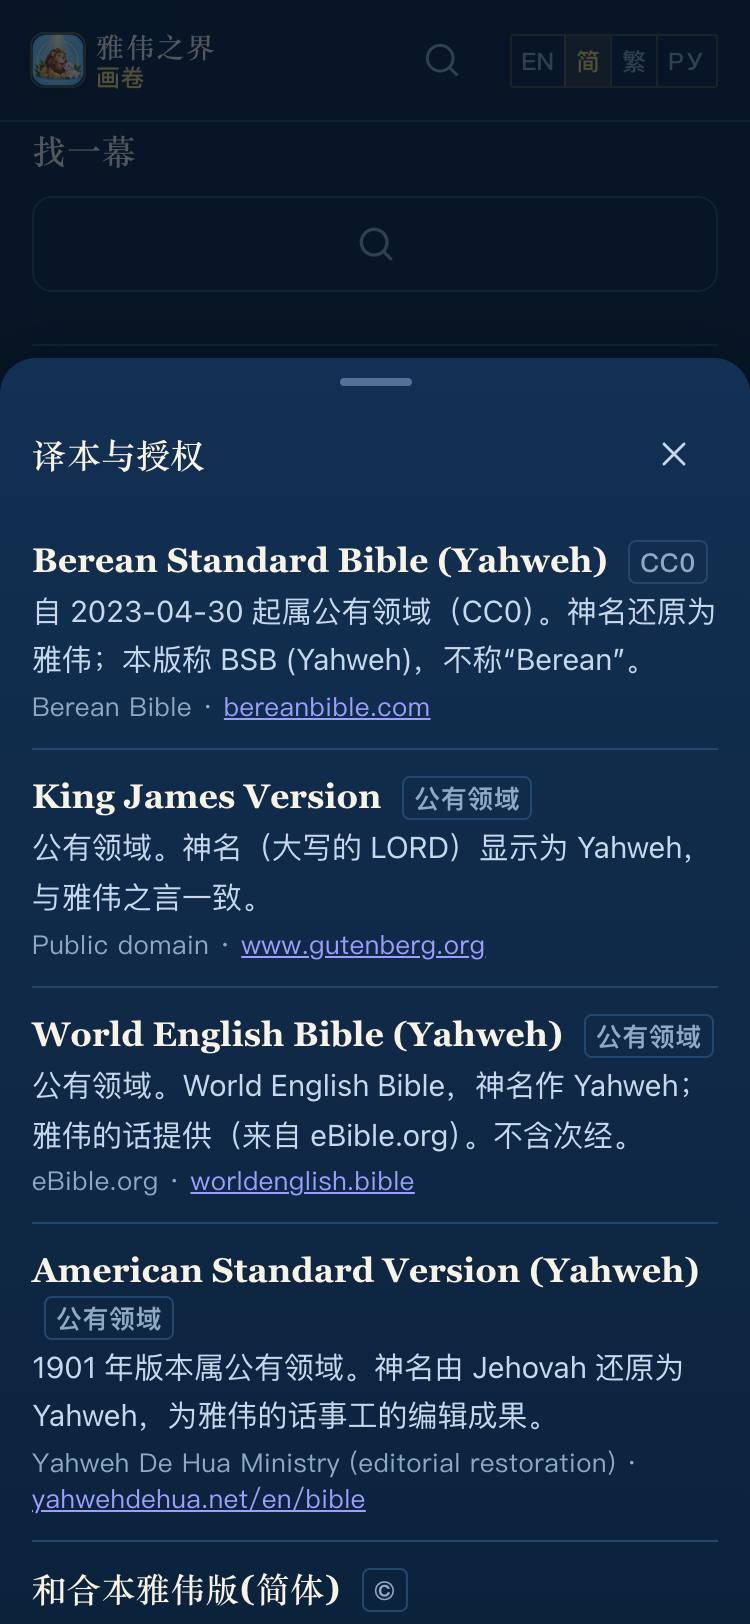 雅伟之界
画卷
EN 简 繁 РУ
找一幕
译本与授权
Berean Standard Bible (Yahweh) CC0
自 2023-04-30 起属公有领域（CC0）。神名还原为
雅伟；本版称 BSB (Yahweh)，不称“Berean”。
Berean Bible · bereanbible.com
King James Version 公有领域
公有领域。神名（大写的 LORD）显示为 Yahweh，
与雅伟之言一致。
Public domain · www.gutenberg.org
World English Bible (Yahweh) 公有领域
公有领域。World English Bible，神名作 Yahweh；
雅伟的话提供（来自 eBible.org）。不含次经。
eBible.org · worldenglish.bible
American Standard Version (Yahweh)
公有领域
1901 年版本属公有领域。神名由 Jehovah 还原为
Yahweh，为雅伟的话事工的编辑成果。
Yahweh De Hua Ministry (editorial restoration) ·
yahwehdehua.net/en/bible
和合本雅伟版(简体) ©